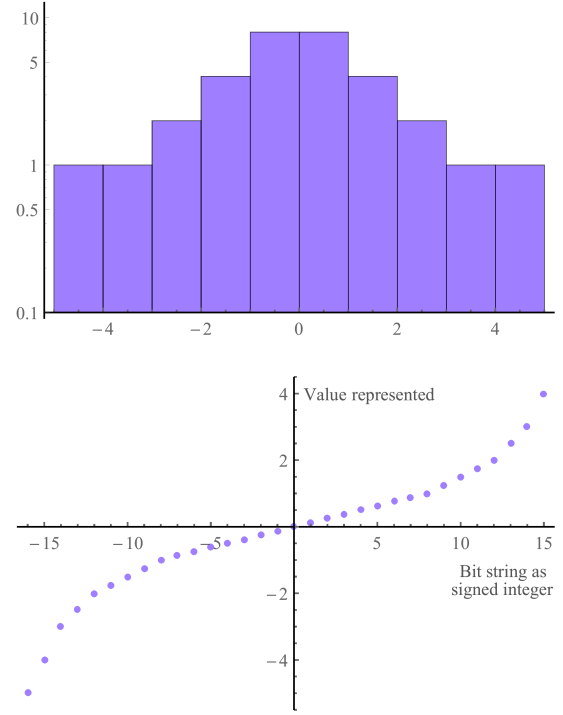 10
5
1
0.5
0.1
−4 −2 0 2 4
4 Value represented
2
−15 −10 −5 5 10 15
Bit string as
signed integer
−2
−4